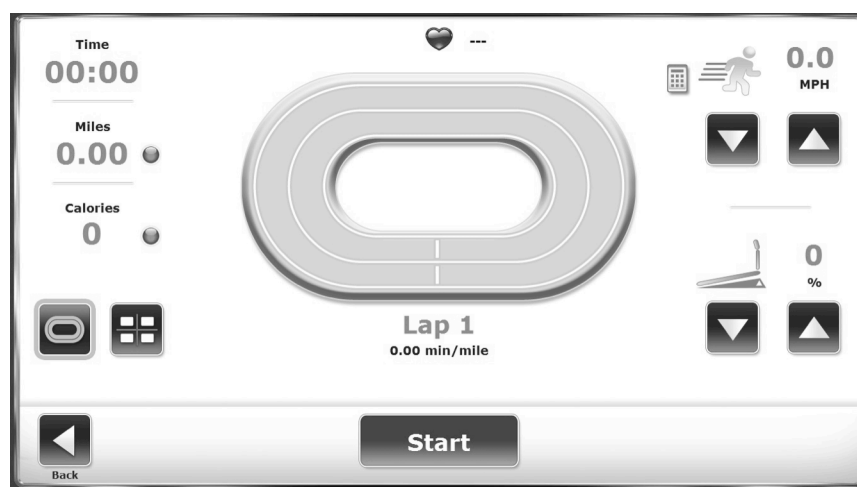 Time
00:00
Miles
0.00
Calories
0
---
Lap 1
0.00 min/mile
0.0
MPH
0
%
Start
Back